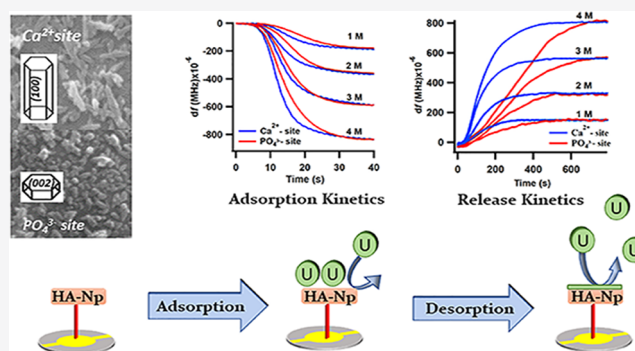 Ca²⁺site
(001)
(002)
PO₄³⁻ site
df (MHz)x10⁻⁶
0
-200
-400
-600
-800
1 M
2 M
3 M
4 M
Ca²⁺- site
PO₄³⁻-site
0 10 20 30 40
Time (s)
Adsorption Kinetics
df (MHz)x10⁻⁶
800
600
400
200
0
4 M
3 M
2 M
1 M
Ca²⁺- site
PO₄³⁻- site
0 200 400 600
Time (s)
Release Kinetics
HA-Np
Adsorption
U U U
HA-Np
Desorption
U U U
HA-Np